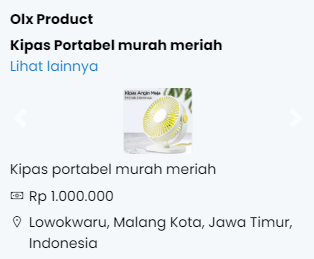 Olx Product
Kipas Portabel murah meriah
Lihat lainnya
Kipas Angin Meja
Kipas portabel murah meriah
Rp 1.000.000
Lowokwaru, Malang Kota, Jawa Timur,
Indonesia